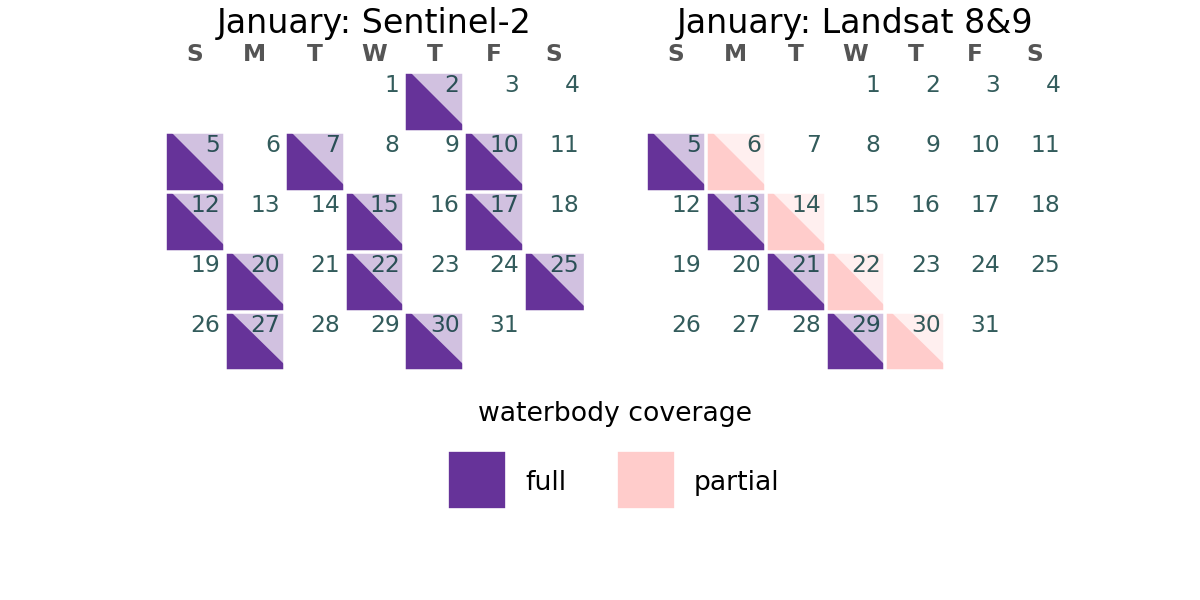 January: Sentinel-2
S M T W T F S
1 2 3 4
5 6 7 8 9 10 11
12 13 14 15 16 17 18
19 20 21 22 23 24 25
26 27 28 29 30 31
January: Landsat 8&9
S M T W T F S
1 2 3 4
5 6 7 8 9 10 11
12 13 14 15 16 17 18
19 20 21 22 23 24 25
26 27 28 29 30 31
waterbody coverage
full partial